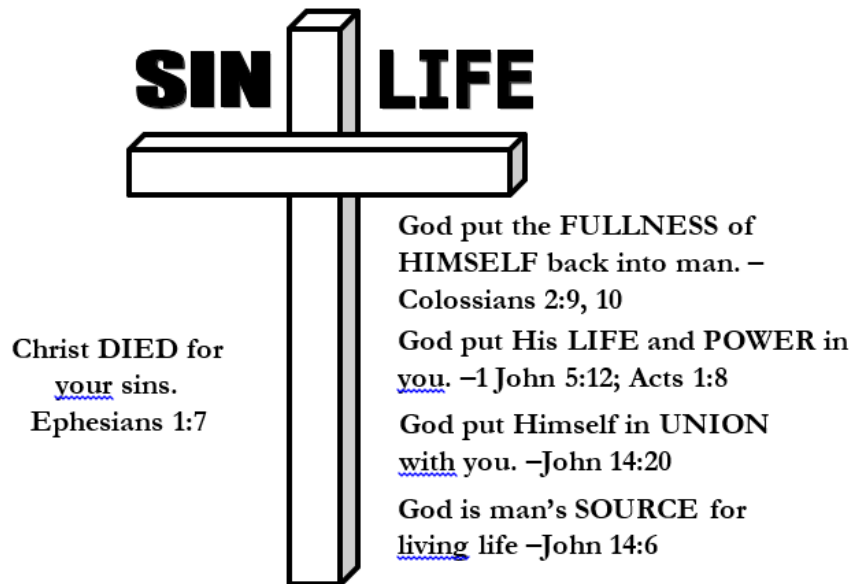 SIN LIFE
Christ DIED for
your sins.
Ephesians 1:7
God put the FULLNESS of
HIMSELF back into man. –
Colossians 2:9, 10
God put His LIFE and POWER in
you. –1 John 5:12; Acts 1:8
God put Himself in UNION
with you. –John 14:20
God is man’s SOURCE for
living life –John 14:6